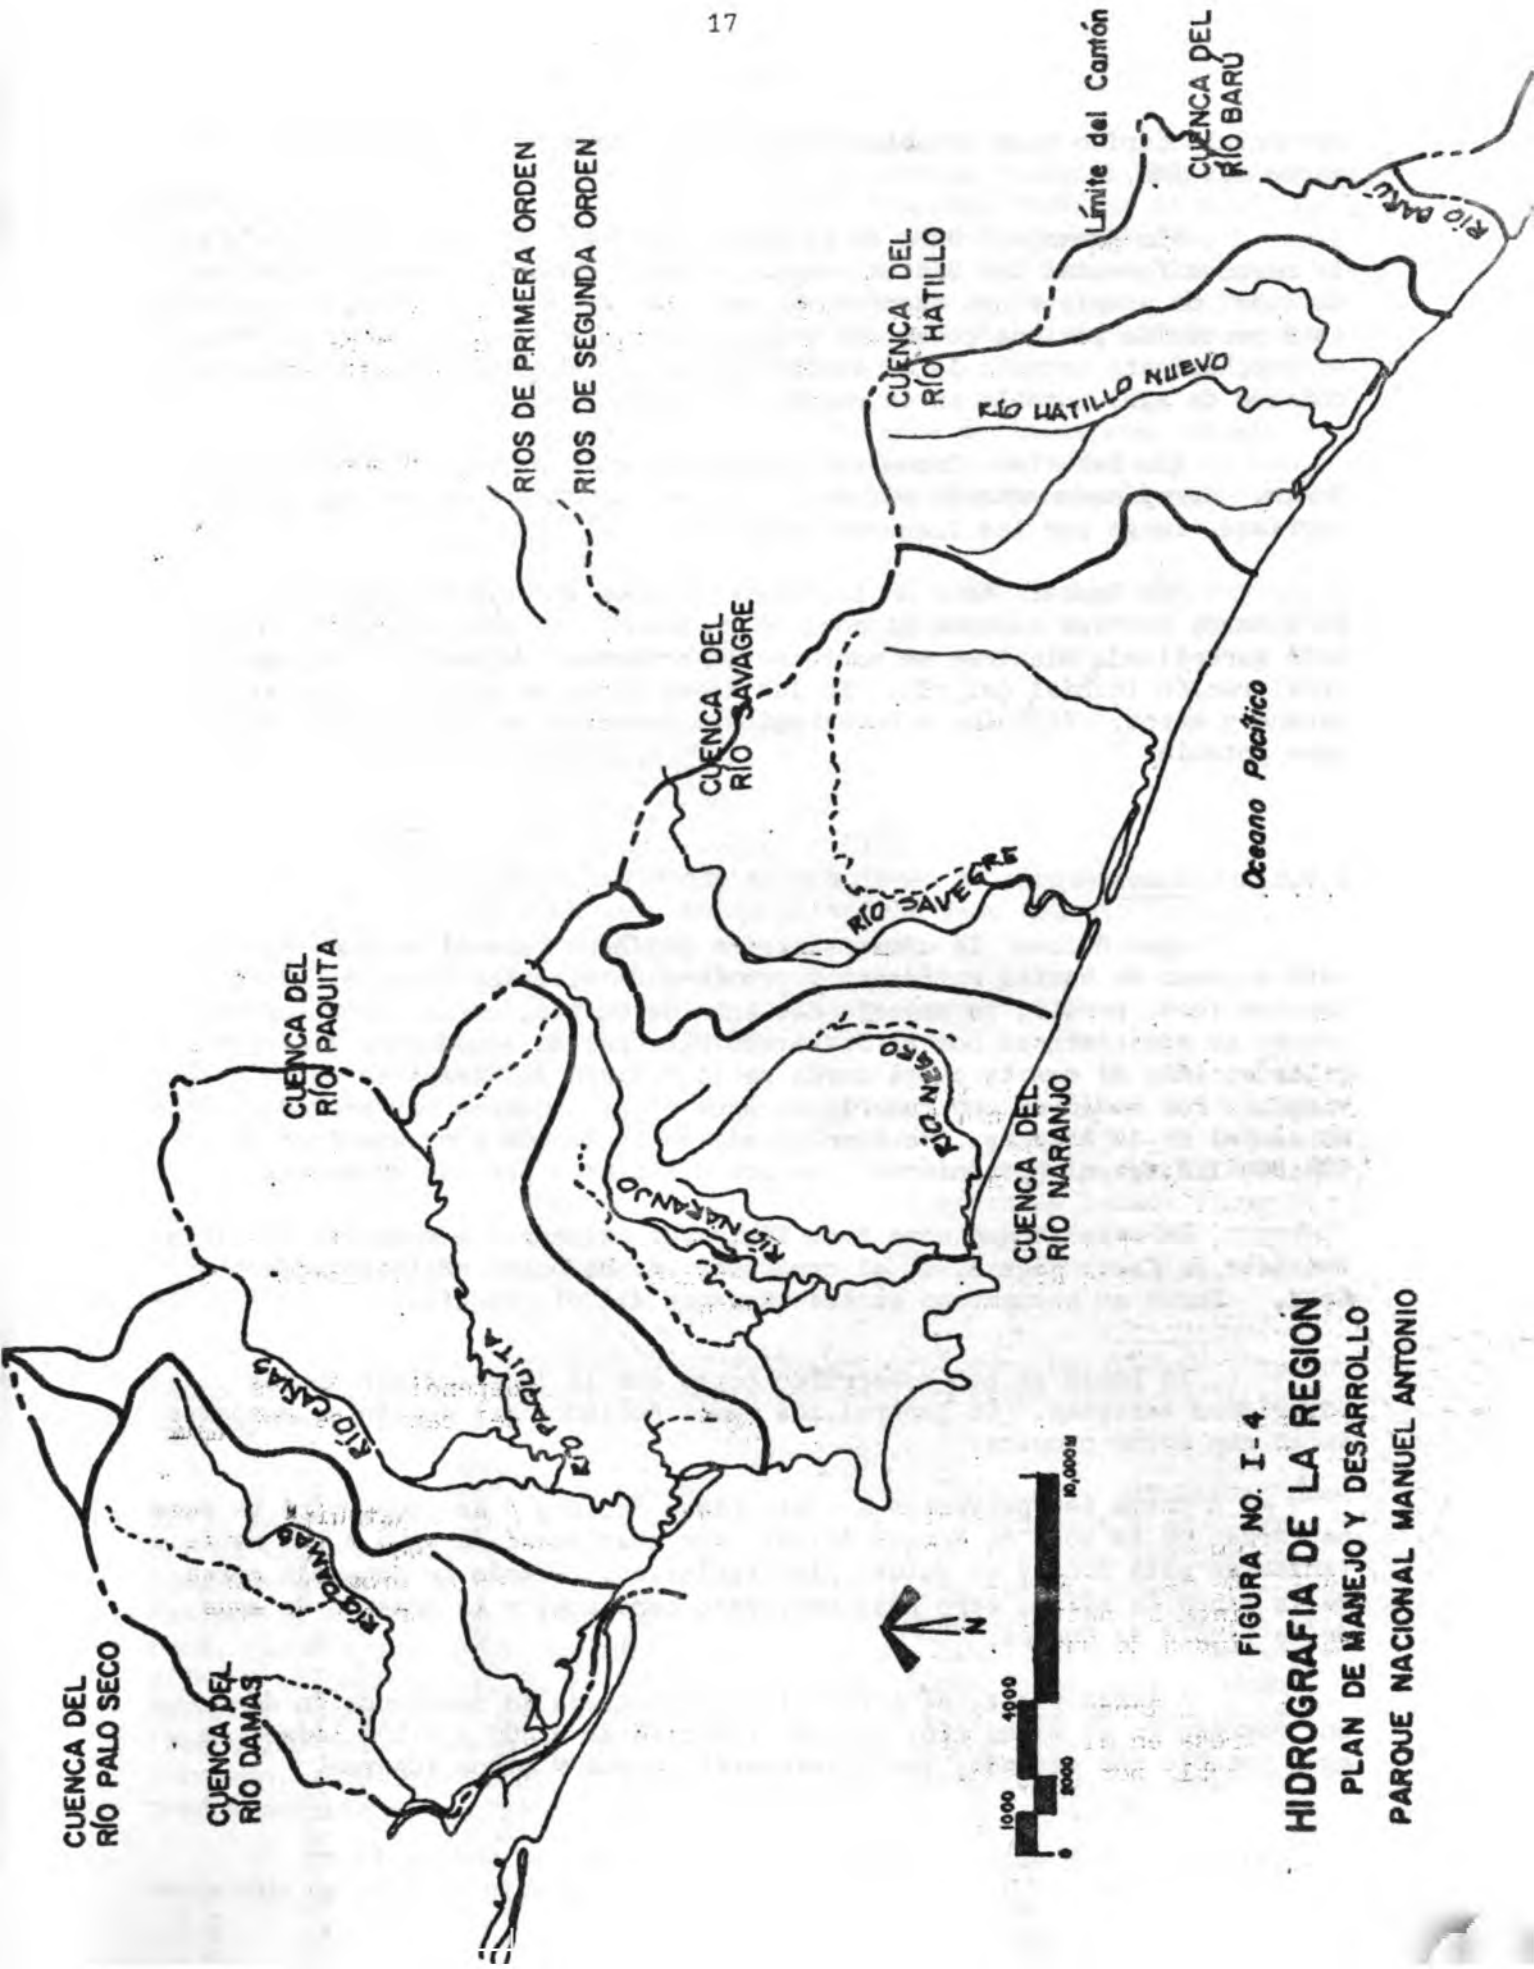 17
CUENCA DEL
RÍO PALO SECO
CUENCA DEL
RÍO DAMAS
RÍO DAMAS
RÍO CAÑAS
RÍO PAQUITA
CUENCA DEL
RÍO PAQUITA
RÍO NARANJO
RÍO NEGRO
CUENCA DEL
RÍO NARANJO
CUENCA DEL
RÍO SAVAGRE
RÍO SAVEGRE
RIOS DE PRIMERA ORDEN
RIOS DE SEGUNDA ORDEN
CUENCA DEL
RÍO HATILLO
RÍO HATILLO NUEVO
Límite del Cantón
CUENCA DEL
RÍO BARÚ
RÍO BARÚ
Oceano Pacífico
N
1000
4000
0
2000
10,000M
FIGURA NO. I-4
HIDROGRAFIA DE LA REGION
PLAN DE MANEJO Y DESARROLLO
PARQUE NACIONAL MANUEL ANTONIO